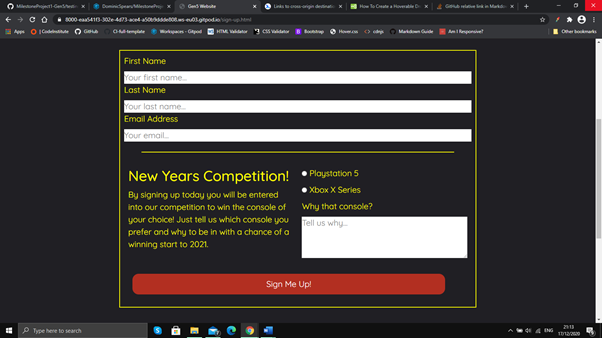 MilestoneProject1-Gen5/testin
DominicSpears/MilestoneProje
Gen5 Website
Links to cross-origin destination
How To Create a Hoverable Dro
GitHub relative link in Markdow
8000-eaa541f3-302e-4d73-ace4-a50b9ddde808.ws-eu03.gitpod.io/sign-up.html
Apps | CodeInstitute GitHub CI-full-template Workspaces - Gitpod HTML Validator CSS Validator Bootstrap Hover.css cdnjs Markdown Guide Am I Responsive? Other bookmarks
First Name
Your first name...
Last Name
Your last name...
Email Address
Your email...
New Years Competition!
By signing up today you will be entered
into our competition to win the console of
your choice! Just tell us which console you
prefer and why to be in with a chance of a
winning start to 2021.
Playstation 5
Xbox X Series
Why that console?
Tell us why...
Sign Me Up!
Type here to search
ENG
21:13
17/12/2020